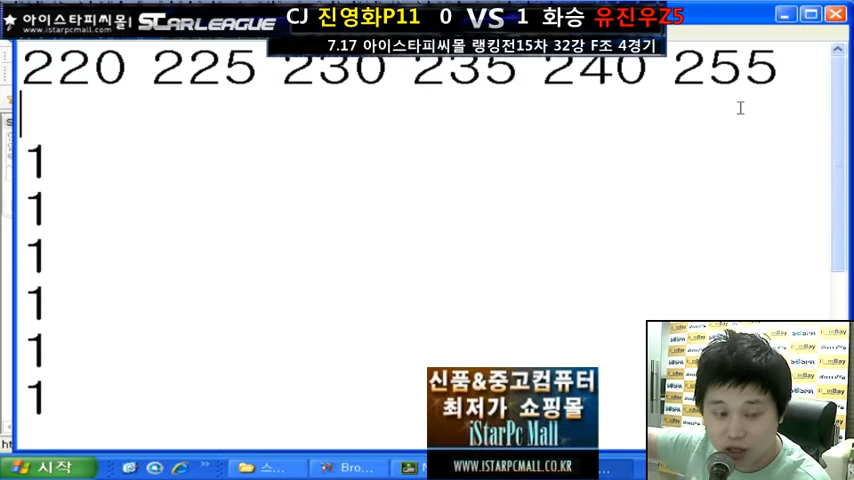 아이스타피씨몰 STARLEAGUE
www.istarpcmall.com
CJ 진영화P11 0 VS 1 화승 유진우Z5
7.17 아이스타피씨몰 랭킹전15차 32강 F조 4경기
220 225 230 235 240 255
1
1
1
1
1
1
신품&중고컴퓨터
최저가 쇼핑몰
iStarPc Mall
WWW.ISTARPCMALL.CO.KR
시작
스...
Bro...